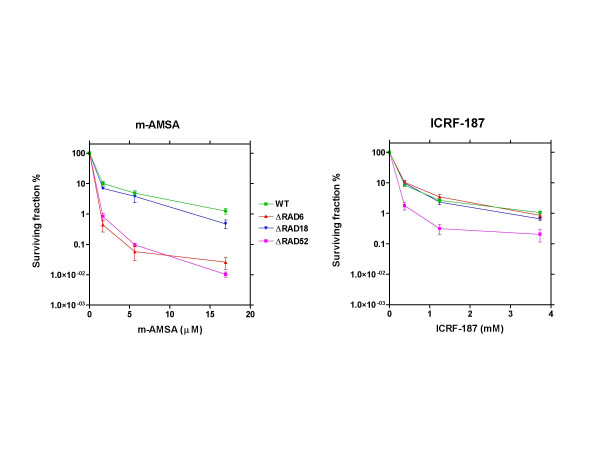 m-AMSA
ICRF-187
Surviving fraction %
100
10
1
0.1
1.0×10⁻⁰²
1.0×10⁻⁰³
0
5
10
15
20
m-AMSA (μM)
WT
ΔRAD6
ΔRAD18
ΔRAD52
Surviving fraction %
100
10
1
0.1
1.0×10⁻⁰²
1.0×10⁻⁰³
0
1
2
3
4
ICRF-187 (mM)